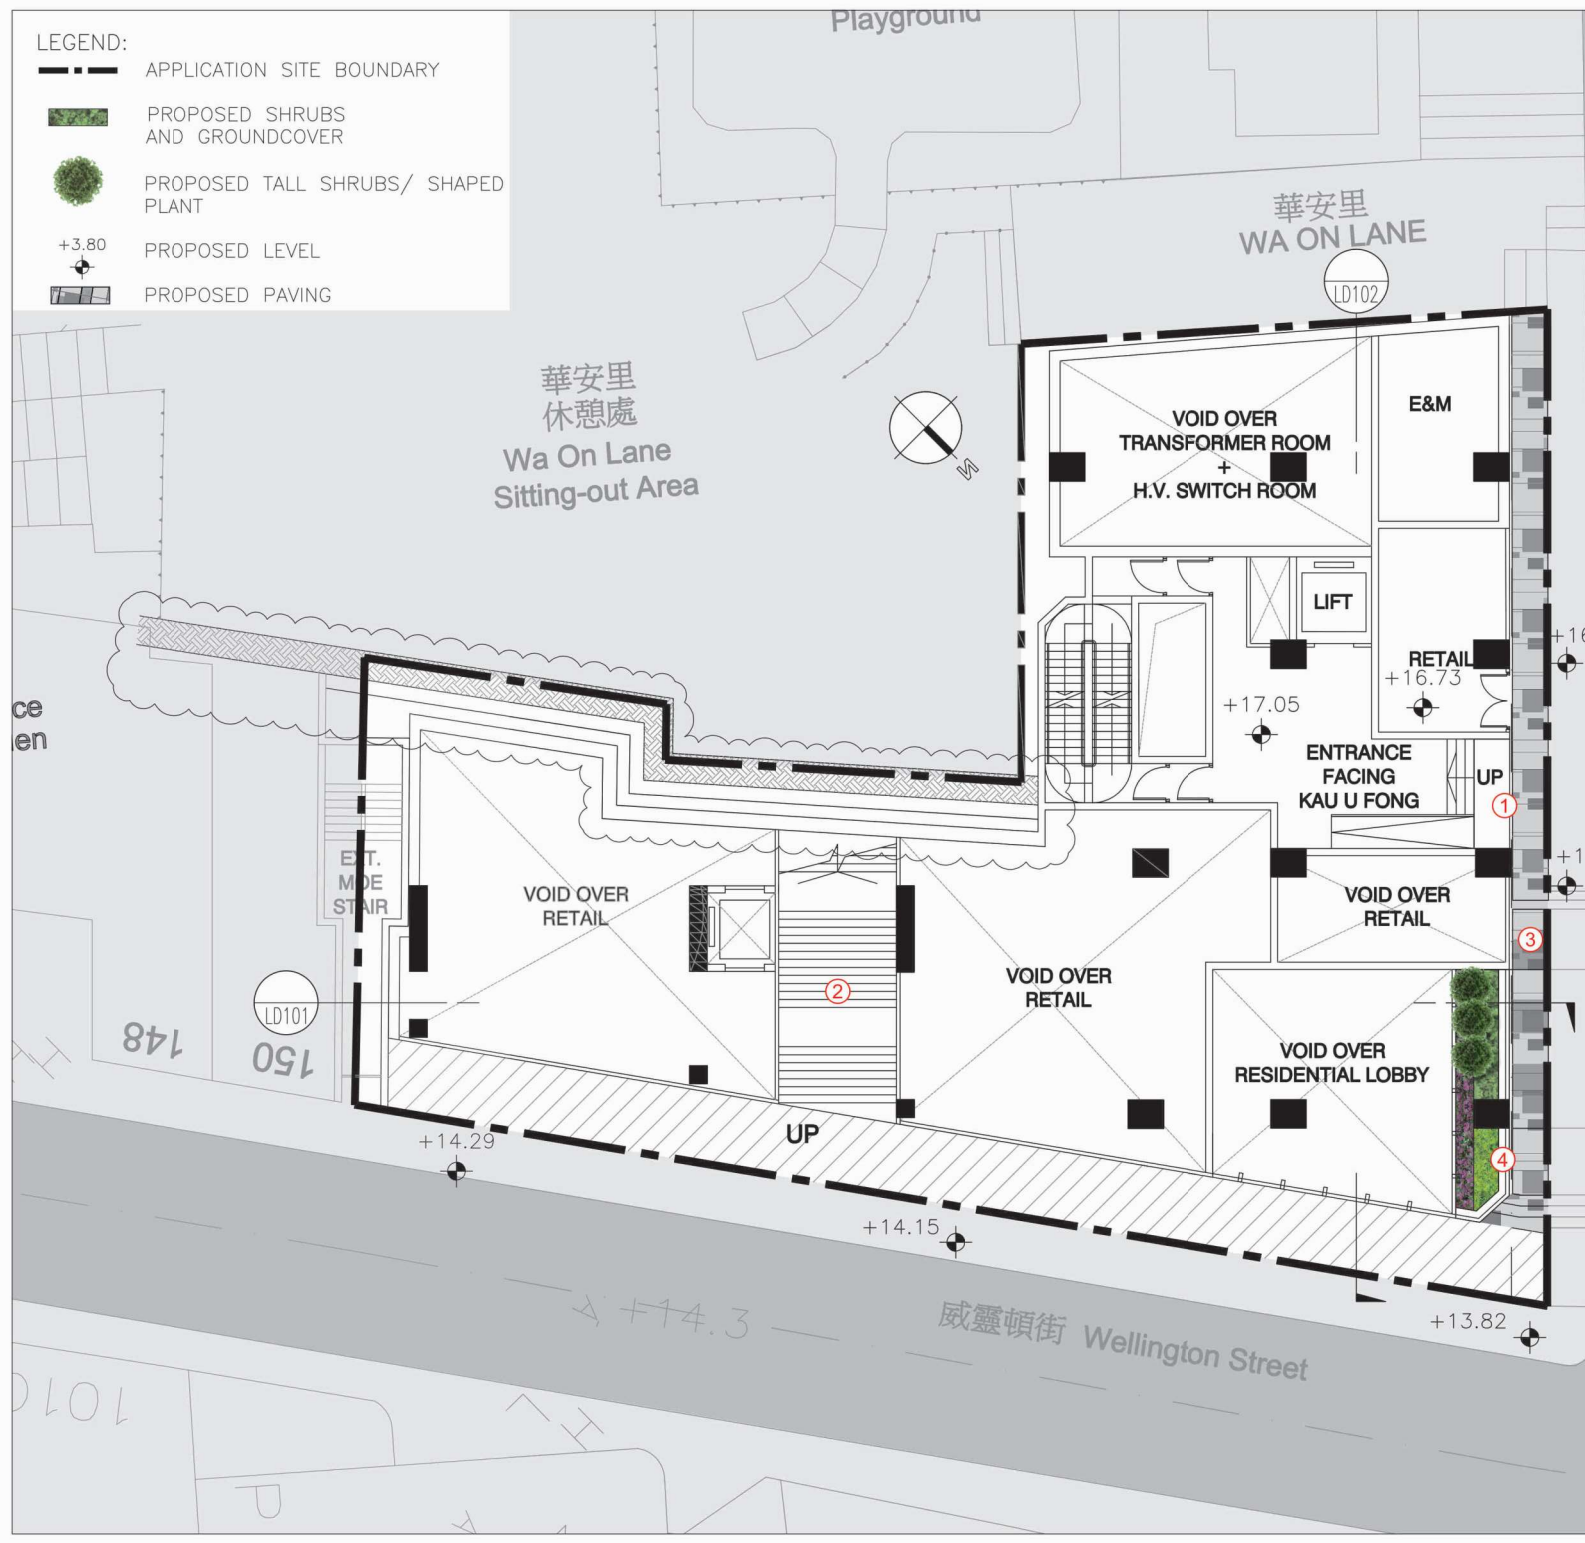 LEGEND:
APPLICATION SITE BOUNDARY
PROPOSED SHRUBS
AND GROUNDCOVER
PROPOSED TALL SHRUBS/ SHAPED
PLANT
+3.80
PROPOSED LEVEL
PROPOSED PAVING
Playground
華安里
WA ON LANE
LD102
華安里
休憩處
Wa On Lane
Sitting-out Area
N
VOID OVER
TRANSFORMER ROOM
+
H.V. SWITCH ROOM
E&M
LIFT
RETAIL
+16.73
+17.05
ENTRANCE
FACING
KAU U FONG
UP
1
EXT.
MOE
STAIR
VOID OVER
RETAIL
2
VOID OVER
RETAIL
VOID OVER
RETAIL
3
VOID OVER
RESIDENTIAL LOBBY
4
LD101
148
150
UP
+14.29
+14.15
+13.82
+14.3
威靈頓街 Wellington Street